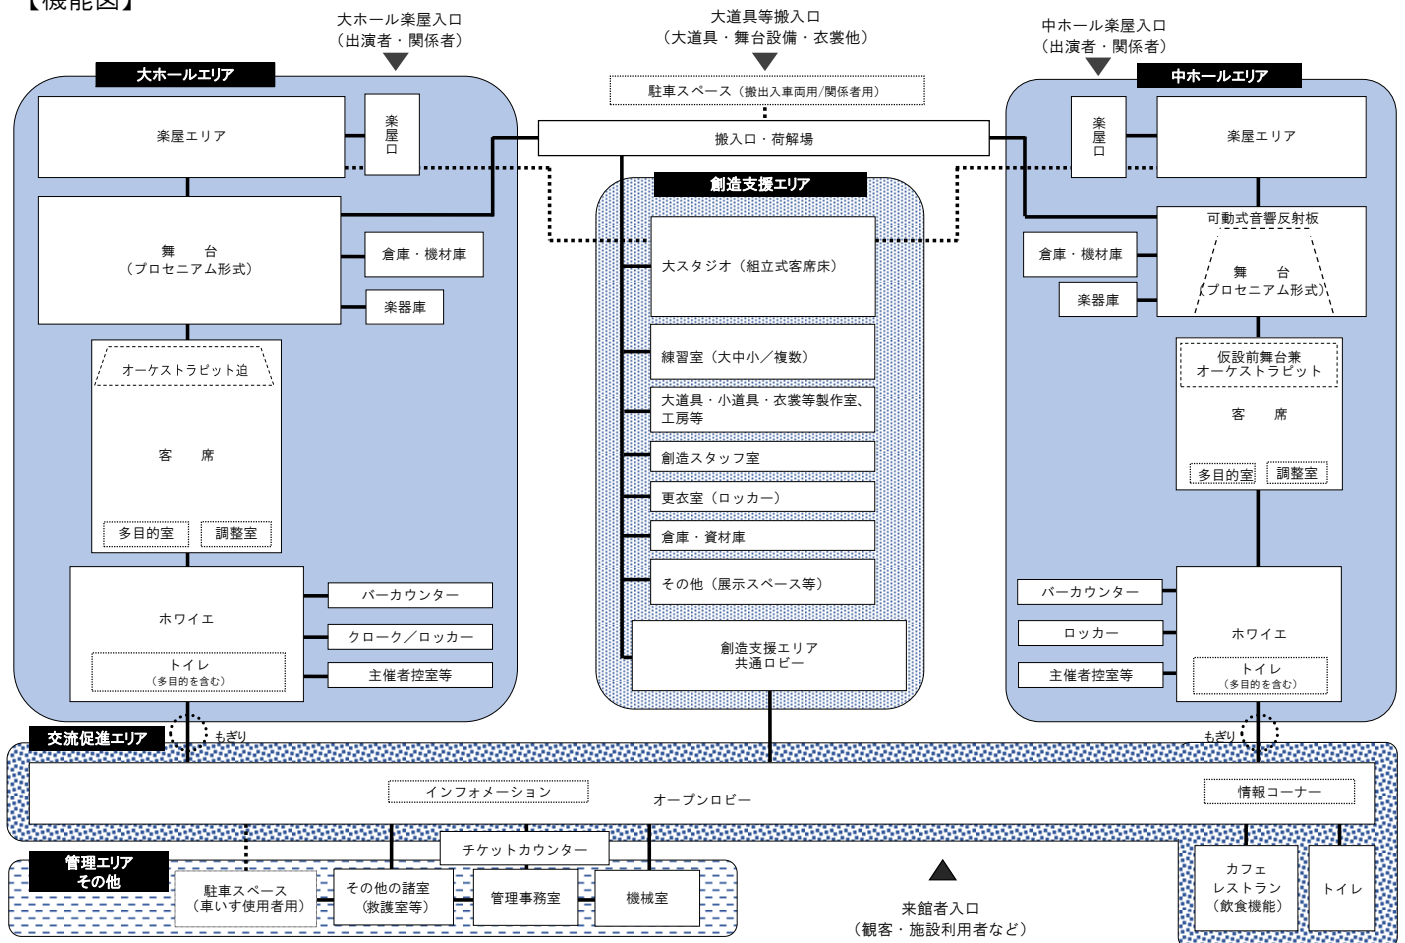 【機能図】
大ホール楽屋入口
（出演者・関係者）
大道具等搬入口
（大道具・舞台設備・衣裳他）
中ホール楽屋入口
（出演者・関係者）
大ホールエリア
楽屋エリア
楽屋口
舞　台
（プロセニアム形式）
倉庫・機材庫
楽器庫
オーケストラピット迫
客　席
多目的室
調整室
ホワイエ
トイレ
（多目的を含む）
バーカウンター
クローク／ロッカー
主催者控室等
もぎり
駐車スペース（搬出入車両用/関係者用）
搬入口・荷解場
創造支援エリア
大スタジオ（組立式客席床）
練習室（大中小／複数）
大道具・小道具・衣裳等製作室、
工房等
創造スタッフ室
更衣室（ロッカー）
倉庫・資材庫
その他（展示スペース等）
創造支援エリア
共通ロビー
中ホールエリア
楽屋口
楽屋エリア
可動式音響反射板
舞　台
（プロセニアム形式）
倉庫・機材庫
楽器庫
仮設前舞台兼
オーケストラピット
客　席
多目的室
調整室
バーカウンター
ロッカー
主催者控室等
ホワイエ
トイレ
（多目的を含む）
もぎり
交流促進エリア
インフォメーション
オープンロビー
情報コーナー
チケットカウンター
管理エリア
その他
駐車スペース
（車いす使用者用）
その他の諸室
（救護室等）
管理事務室
機械室
来館者入口
（観客・施設利用者など）
カフェ
レストラン
（飲食機能）
トイレ